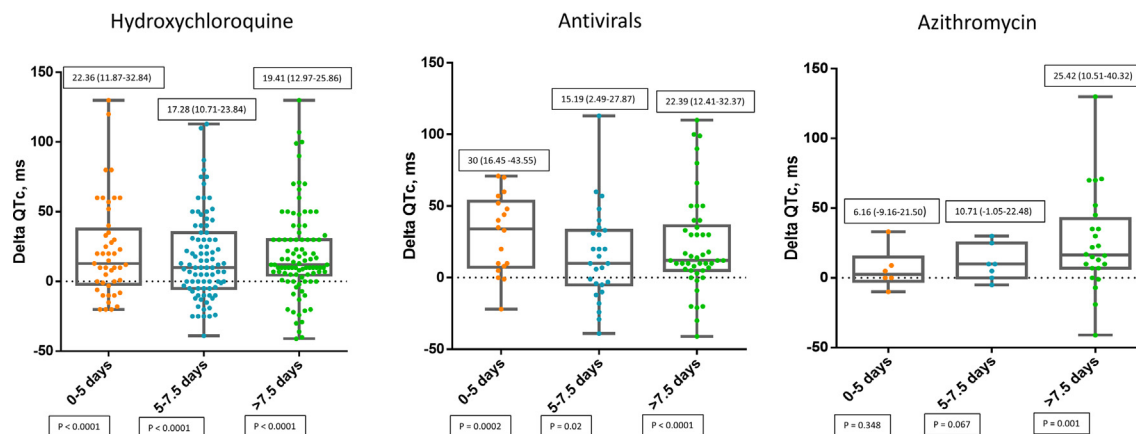 Hydroxychloroquine
Delta QTc, ms
150
100
50
0
-50
22.36 (11.87-32.84)
17.28 (10.71-23.84)
19.41 (12.97-25.86)
0-5 days
5-7.5 days
>7.5 days
P < 0.0001
P < 0.0001
P < 0.0001
Antivirals
Delta QTc, ms
150
100
50
0
-50
30 (16.45 -43.55)
15.19 (2.49-27.87)
22.39 (12.41-32.37)
0-5 days
5-7.5 days
>7.5 days
P = 0.0002
P = 0.02
P < 0.0001
Azithromycin
Delta QTc, ms
150
100
50
0
-50
6.16 (-9.16-21.50)
10.71 (-1.05-22.48)
25.42 (10.51-40.32)
0-5 days
5-7.5 days
>7.5 days
P = 0.348
P = 0.067
P = 0.001